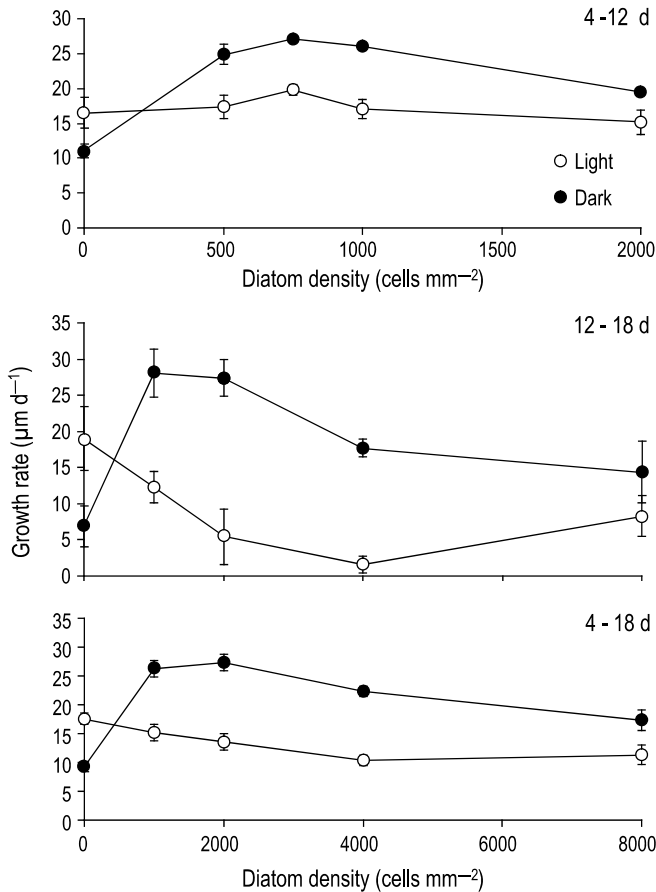 4-12 d
30
25
20
15
10
5
0
Light
Dark
0 500 1000 1500 2000
Diatom density (cells mm—2)
12 - 18 d
35
30
25
20
15
10
5
0
Growth rate (µm d—1)
4 - 18 d
35
30
25
20
15
10
5
0
0 2000 4000 6000 8000
Diatom density (cells mm—2)